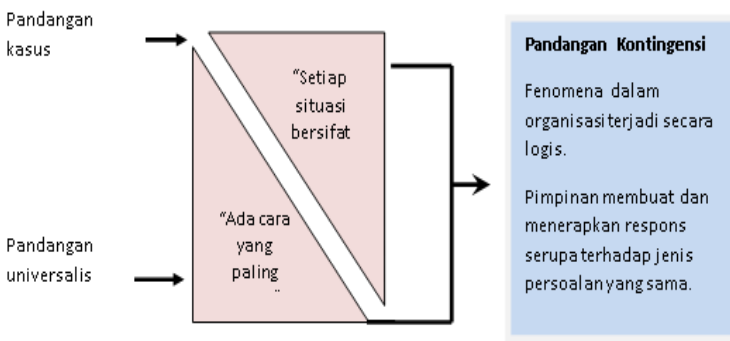 Pandangan
kasus
“Setiap
situasi
bersifat
“Ada cara
yang
paling
Pandangan
universalis
Pandangan Kontingensi
Fenomena dalam
organisasi terjadi secara
logis.
Pimpinan membuat dan
menerapkan respons
serupa terhadap jenis
persoalan yang sama.